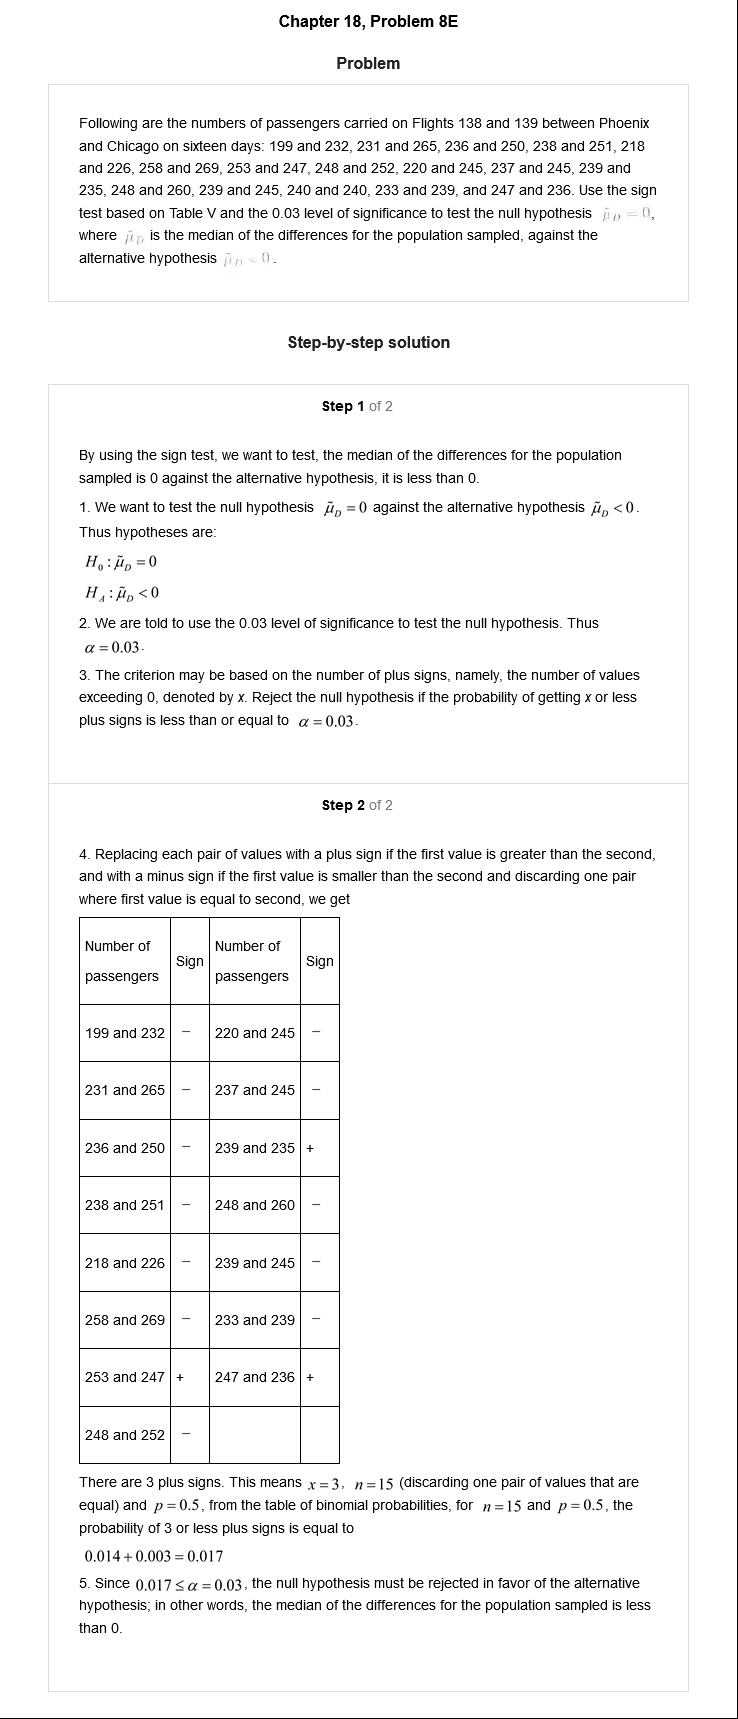 Chapter 18, Problem 8E
Problem
Following are the numbers of passengers carried on Flights 138 and 139 between Phoenix
and Chicago on sixteen days: 199 and 232, 231 and 265, 236 and 250, 238 and 251, 218
and 226, 258 and 269, 253 and 247, 248 and 252, 220 and 245, 237 and 245, 239 and
235, 248 and 260, 239 and 245, 240 and 240, 233 and 239, and 247 and 236. Use the sign
test based on Table V and the 0.03 level of significance to test the null hypothesis μ̃_D = 0,
where μ̃_D is the median of the differences for the population sampled, against the
alternative hypothesis μ̃_D < 0.
Step-by-step solution
Step 1 of 2
By using the sign test, we want to test, the median of the differences for the population
sampled is 0 against the alternative hypothesis, it is less than 0.
1. We want to test the null hypothesis μ̃_D = 0 against the alternative hypothesis μ̃_D < 0.
Thus hypotheses are:
H₀ : μ̃_D = 0
H_A : μ̃_D < 0
2. We are told to use the 0.03 level of significance to test the null hypothesis. Thus
α = 0.03.
3. The criterion may be based on the number of plus signs, namely, the number of values
exceeding 0, denoted by x. Reject the null hypothesis if the probability of getting x or less
plus signs is less than or equal to α = 0.03.
Step 2 of 2
4. Replacing each pair of values with a plus sign if the first value is greater than the second,
and with a minus sign if the first value is smaller than the second and discarding one pair
where first value is equal to second, we get
Number of passengers Sign Number of passengers Sign
199 and 232 − 220 and 245 −
231 and 265 − 237 and 245 −
236 and 250 − 239 and 235 +
238 and 251 − 248 and 260 −
218 and 226 − 239 and 245 −
258 and 269 − 233 and 239 −
253 and 247 + 247 and 236 +
248 and 252 −
There are 3 plus signs. This means x = 3, n = 15 (discarding one pair of values that are
equal) and p = 0.5, from the table of binomial probabilities, for n = 15 and p = 0.5, the
probability of 3 or less plus signs is equal to
0.014 + 0.003 = 0.017
5. Since 0.017 ≤ α = 0.03, the null hypothesis must be rejected in favor of the alternative
hypothesis; in other words, the median of the differences for the population sampled is less
than 0.